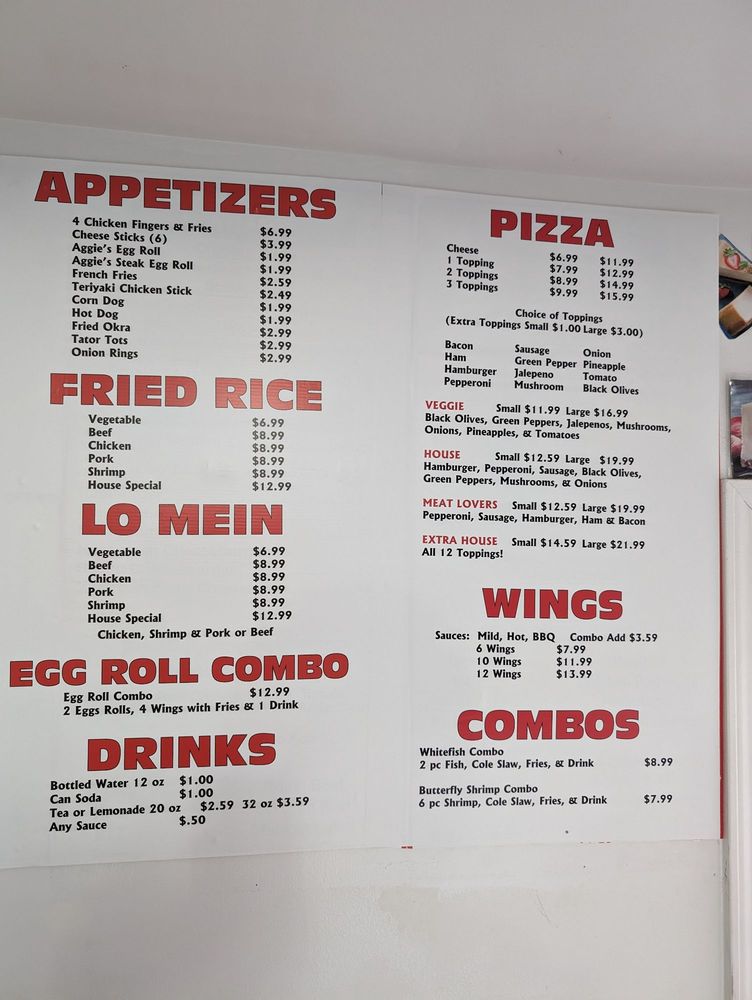 APPETIZERS
4 Chicken Fingers & Fries $6.99
Cheese Sticks (6) $3.99
Aggie's Egg Roll $1.99
Aggie's Steak Egg Roll $1.99
French Fries $2.59
Teriyaki Chicken Stick $2.49
Corn Dog $1.99
Hot Dog $1.99
Fried Okra $2.99
Tator Tots $2.99
Onion Rings $2.99
FRIED RICE
Vegetable $6.99
Beef $8.99
Chicken $8.99
Pork $8.99
Shrimp $8.99
House Special $12.99
LO MEIN
Vegetable $6.99
Beef $8.99
Chicken $8.99
Pork $8.99
Shrimp $8.99
House Special $12.99
Chicken, Shrimp & Pork or Beef
EGG ROLL COMBO
Egg Roll Combo $12.99
2 Eggs Rolls, 4 Wings with Fries & 1 Drink
DRINKS
Bottled Water 12 oz $1.00
Can Soda $1.00
Tea or Lemonade 20 oz $2.59 32 oz $3.59
Any Sauce $.50
PIZZA
Cheese $6.99 $11.99
1 Topping $7.99 $12.99
2 Toppings $8.99 $14.99
3 Toppings $9.99 $15.99
Choice of Toppings
(Extra Toppings Small $1.00 Large $3.00)
Bacon Sausage Onion
Ham Green Pepper Pineapple
Hamburger Jalepeno Tomato
Pepperoni Mushroom Black Olives
VEGGIE Small $11.99 Large $16.99
Black Olives, Green Peppers, Jalepenos, Mushrooms,
Onions, Pineapples, & Tomatoes
HOUSE Small $12.59 Large $19.99
Hamburger, Pepperoni, Sausage, Black Olives,
Green Peppers, Mushrooms, & Onions
MEAT LOVERS Small $12.59 Large $19.99
Pepperoni, Sausage, Hamburger, Ham & Bacon
EXTRA HOUSE Small $14.59 Large $21.99
All 12 Toppings!
WINGS
Sauces: Mild, Hot, BBQ Combo Add $3.59
6 Wings $7.99
10 Wings $11.99
12 Wings $13.99
COMBOS
Whitefish Combo
2 pc Fish, Cole Slaw, Fries, & Drink $8.99
Butterfly Shrimp Combo
6 pc Shrimp, Cole Slaw, Fries, & Drink $7.99